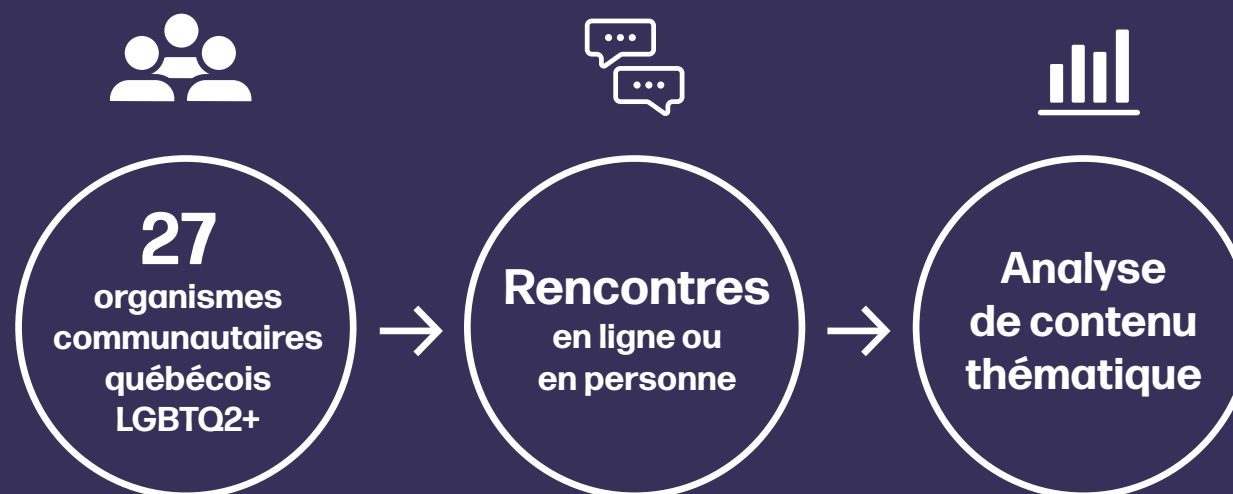 27
organismes
communautaires
québécois
LGBTQ2+
Rencontres
en ligne ou
en personne
Analyse
de contenu
thématique